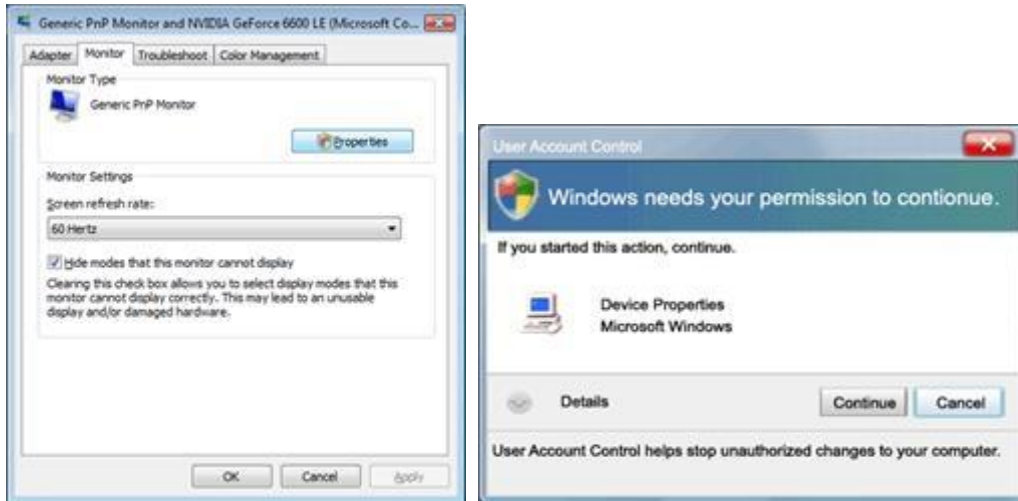 Generic PnP Monitor and NVIDIA GeForce 6600 LE (Microsoft Co...
Adapter Monitor Troubleshoot Color Management
Monitor Type
Generic PnP Monitor
Properties
Monitor Settings
Screen refresh rate:
60 Hertz
Hide modes that this monitor cannot display
Clearing this check box allows you to select display modes that this
monitor cannot display correctly. This may lead to an unusable
display and/or damaged hardware.
OK Cancel Apply
User Account Control
Windows needs your permission to contionue.
If you started this action, continue.
Device Properties
Microsoft Windows
Details Continue Cancel
User Account Control helps stop unauthorized changes to your computer.